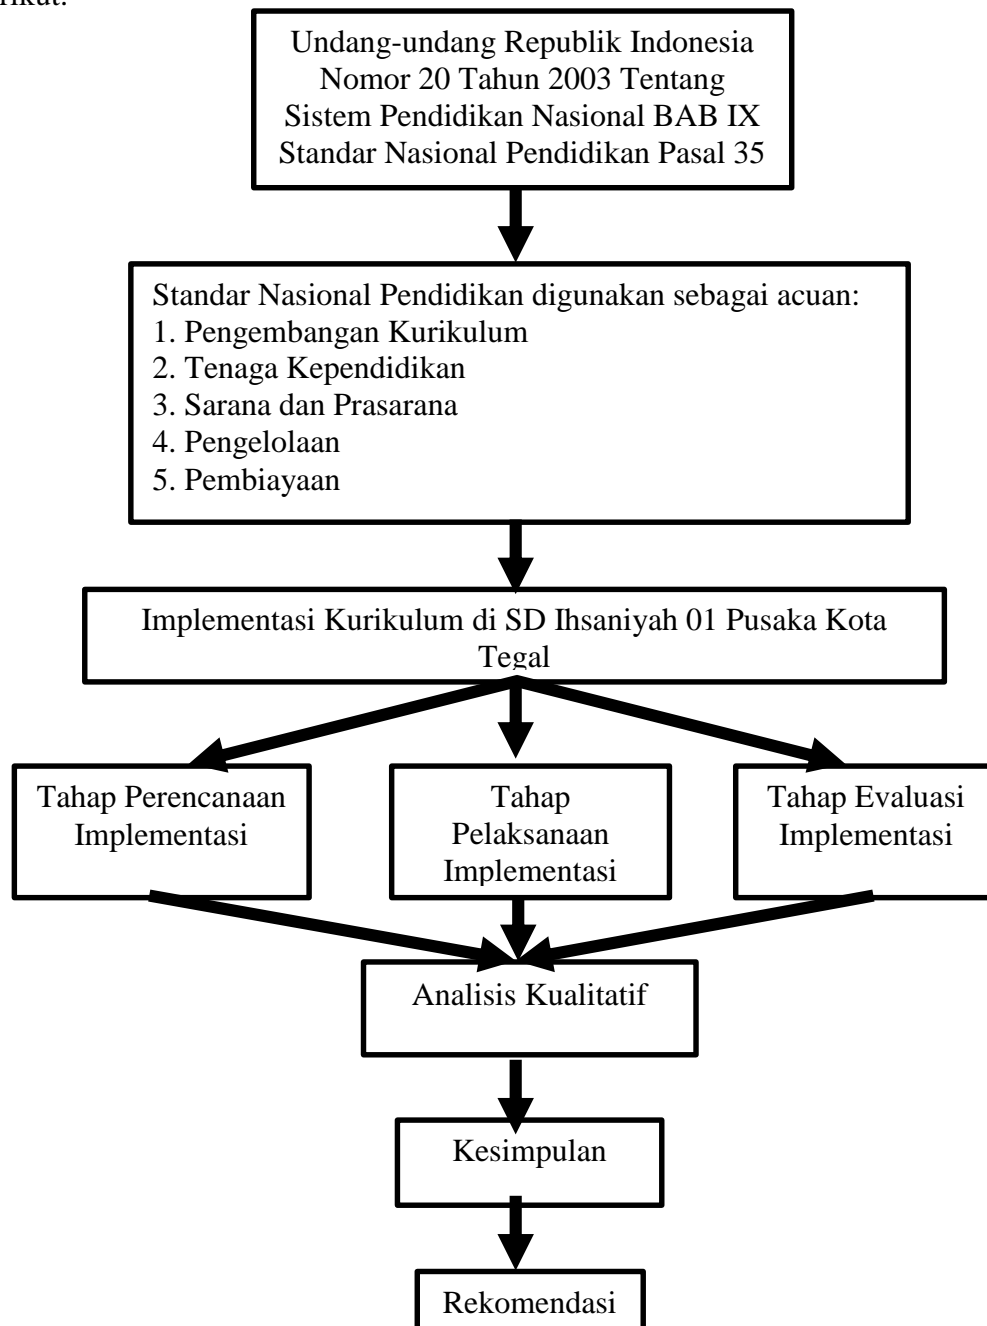 Undang-undang Republik Indonesia
Nomor 20 Tahun 2003 Tentang
Sistem Pendidikan Nasional BAB IX
Standar Nasional Pendidikan Pasal 35
Standar Nasional Pendidikan digunakan sebagai acuan:
1. Pengembangan Kurikulum
2. Tenaga Kependidikan
3. Sarana dan Prasarana
4. Pengelolaan
5. Pembiayaan
Implementasi Kurikulum di SD Ihsaniyah 01 Pusaka Kota
Tegal
Tahap Perencanaan
Implementasi
Tahap
Pelaksanaan
Implementasi
Tahap Evaluasi
Implementasi
Analisis Kualitatif
Kesimpulan
Rekomendasi